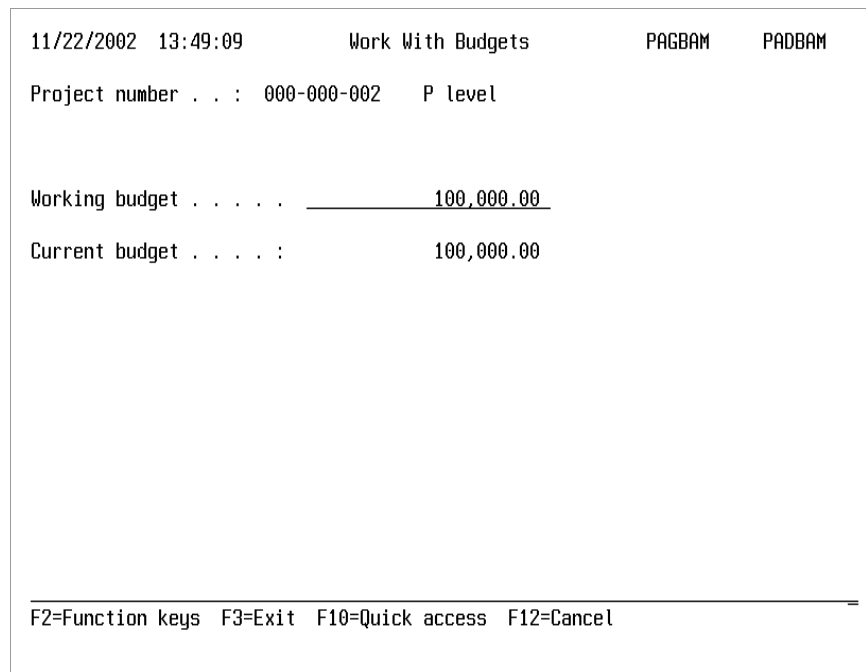 11/22/2002 13:49:09 Work With Budgets PAGBAM PADBAM
Project number . . : 000-000-002 P level
Working budget . . . . . 100,000.00
Current budget . . . . : 100,000.00
F2=Function keys F3=Exit F10=Quick access F12=Cancel